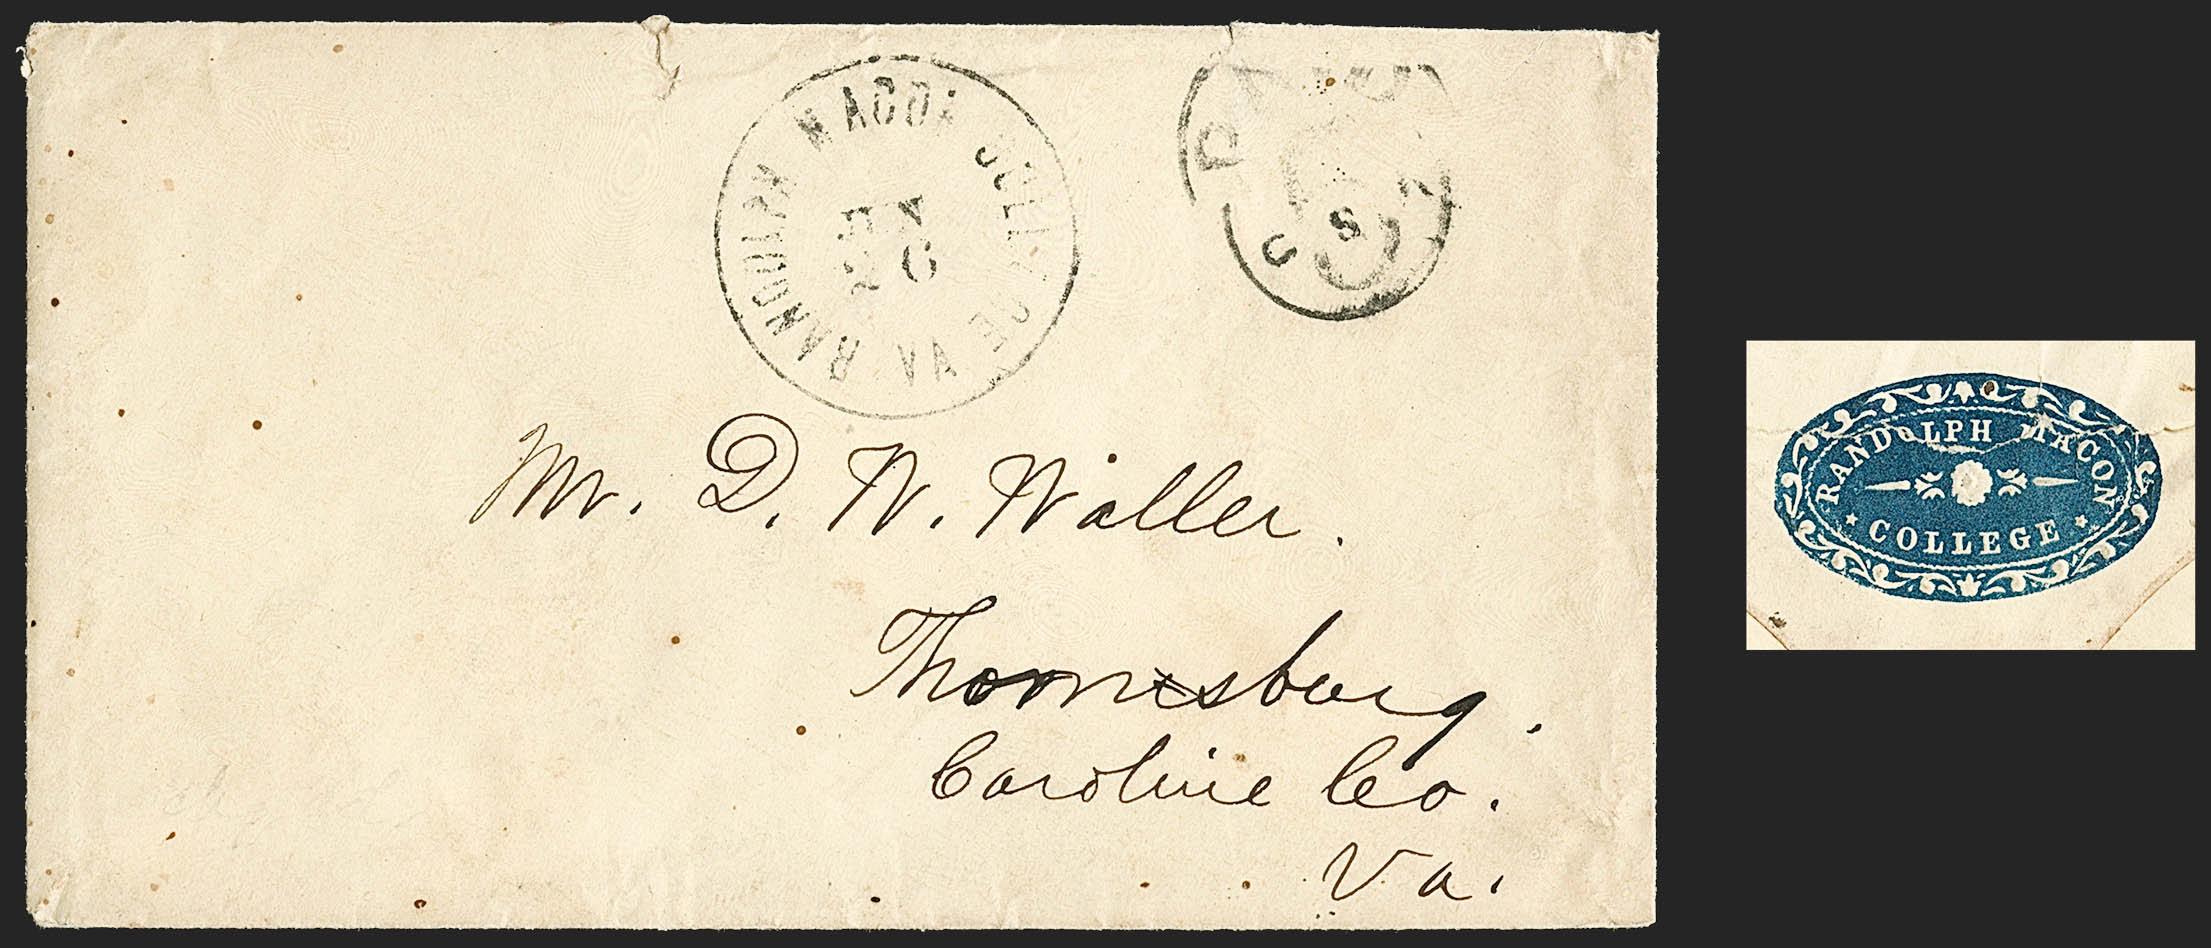 RANDOLPH MACON COLLEGE VA
JUN
26
PAID
C S
Mr. D. W. Waller.
Thornsburg.
Caroline Co.
Va.
RANDOLPH MACON
COLLEGE